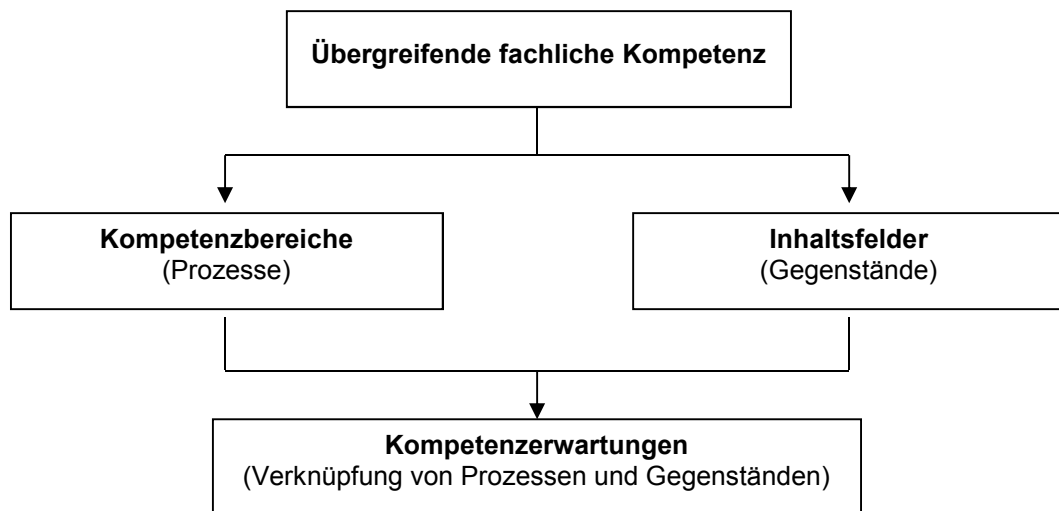 Übergreifende fachliche Kompetenz
Kompetenzbereiche
(Prozesse)
Inhaltsfelder
(Gegenstände)
Kompetenzerwartungen
(Verknüpfung von Prozessen und Gegenständen)